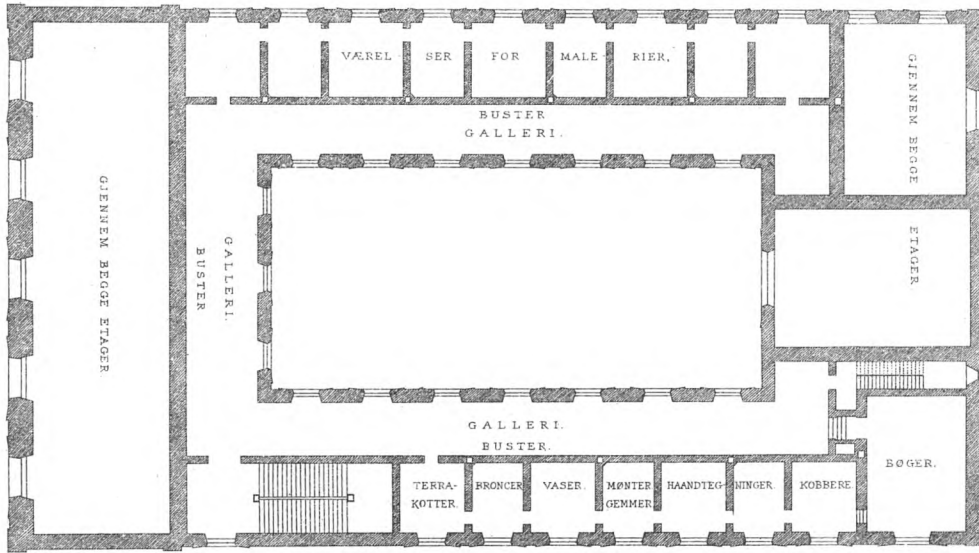 VÆREL SER FOR MALE- RIER,
BUSTER
GALLERI.
GJENNEM BEGGE
ETAGER
GJENNEM BEGGE ETAGER.
GALLERI.
BUSTER
GALLERI.
BUSTER.
TERRA- BRONCER VASER. MØNTER HAANDTEG- NINGER. KOBBERE.
KOTTER. GEMMER.
BØGER.